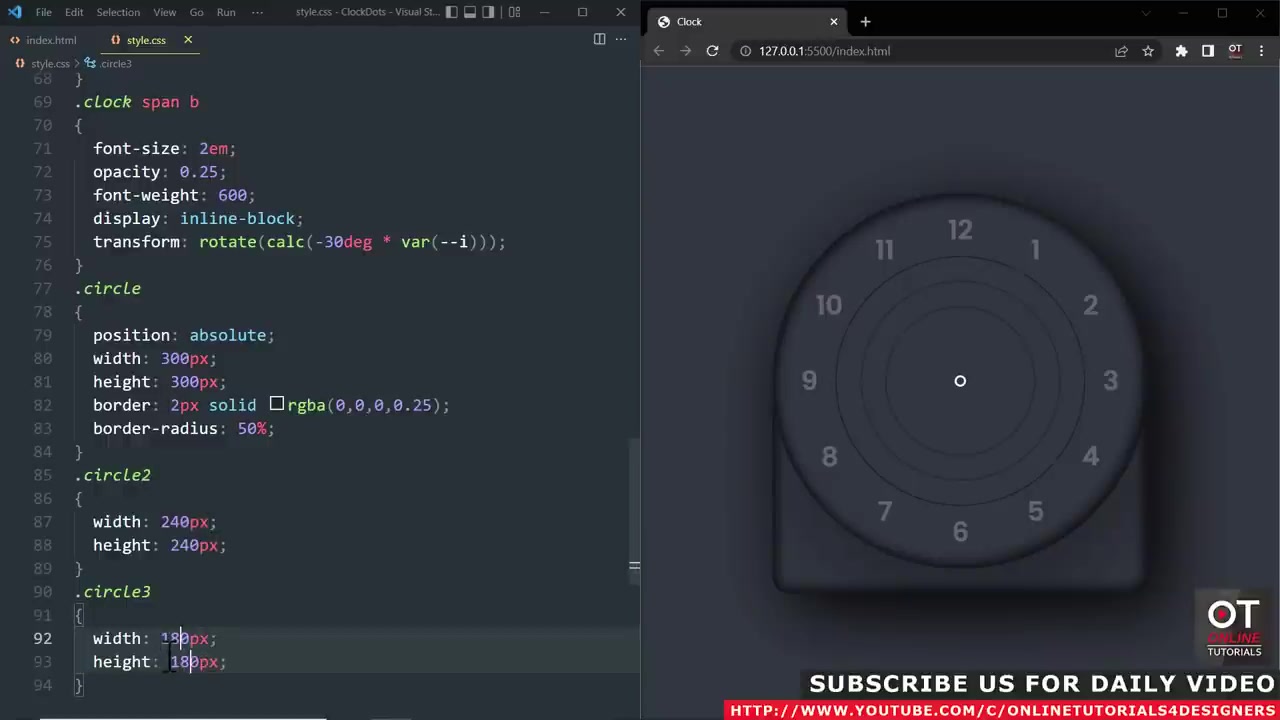 File Edit Selection View Go Run ··· style.css - ClockDots - Visual St...
index.html style.css
style.css > .circle3
68 }
69 .clock span b
70 {
71 font-size: 2em;
72 opacity: 0.25;
73 font-weight: 600;
74 display: inline-block;
75 transform: rotate(calc(-30deg * var(--i)));
76 }
77 .circle
78 {
79 position: absolute;
80 width: 300px;
81 height: 300px;
82 border: 2px solid rgba(0,0,0,0.25);
83 border-radius: 50%;
84 }
85 .circle2
86 {
87 width: 240px;
88 height: 240px;
89 }
90 .circle3
91 {
92 width: 180px;
93 height: 180px;
94 }
Clock
127.0.0.1:5500/index.html
OT
12
11 1
10 2
9 3
8 4
7 5
6
OT
ONLINE
TUTORIALS
SUBSCRIBE US FOR DAILY VIDEO
HTTP://WWW.YOUTUBE.COM/C/ONLINETUTORIALS4DESIGNERS